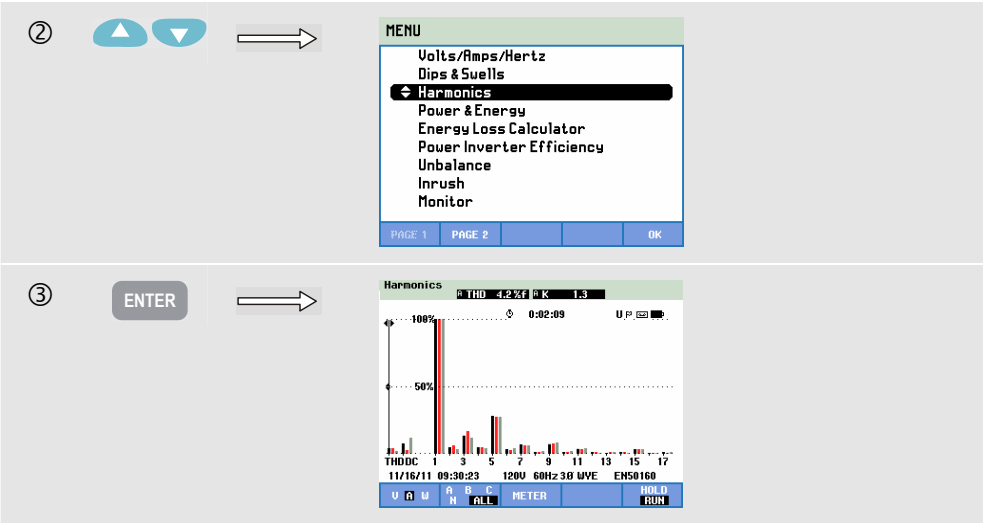 ②
MENU
Volts/Amps/Hertz
Dips & Swells
Harmonics
Power & Energy
Energy Loss Calculator
Power Inverter Efficiency
Unbalance
Inrush
Monitor
PAGE 1 PAGE 2 OK
③
ENTER
Harmonics
A THD 4.2%f A K 1.3
0:02:09 U P
100%
50%
THDDC 1 3 5 7 9 11 13 15 17
11/16/11 09:30:23 120V 60Hz 3Ø WYE EN50160
V A W A B C METER HOLD
N ALL RUN